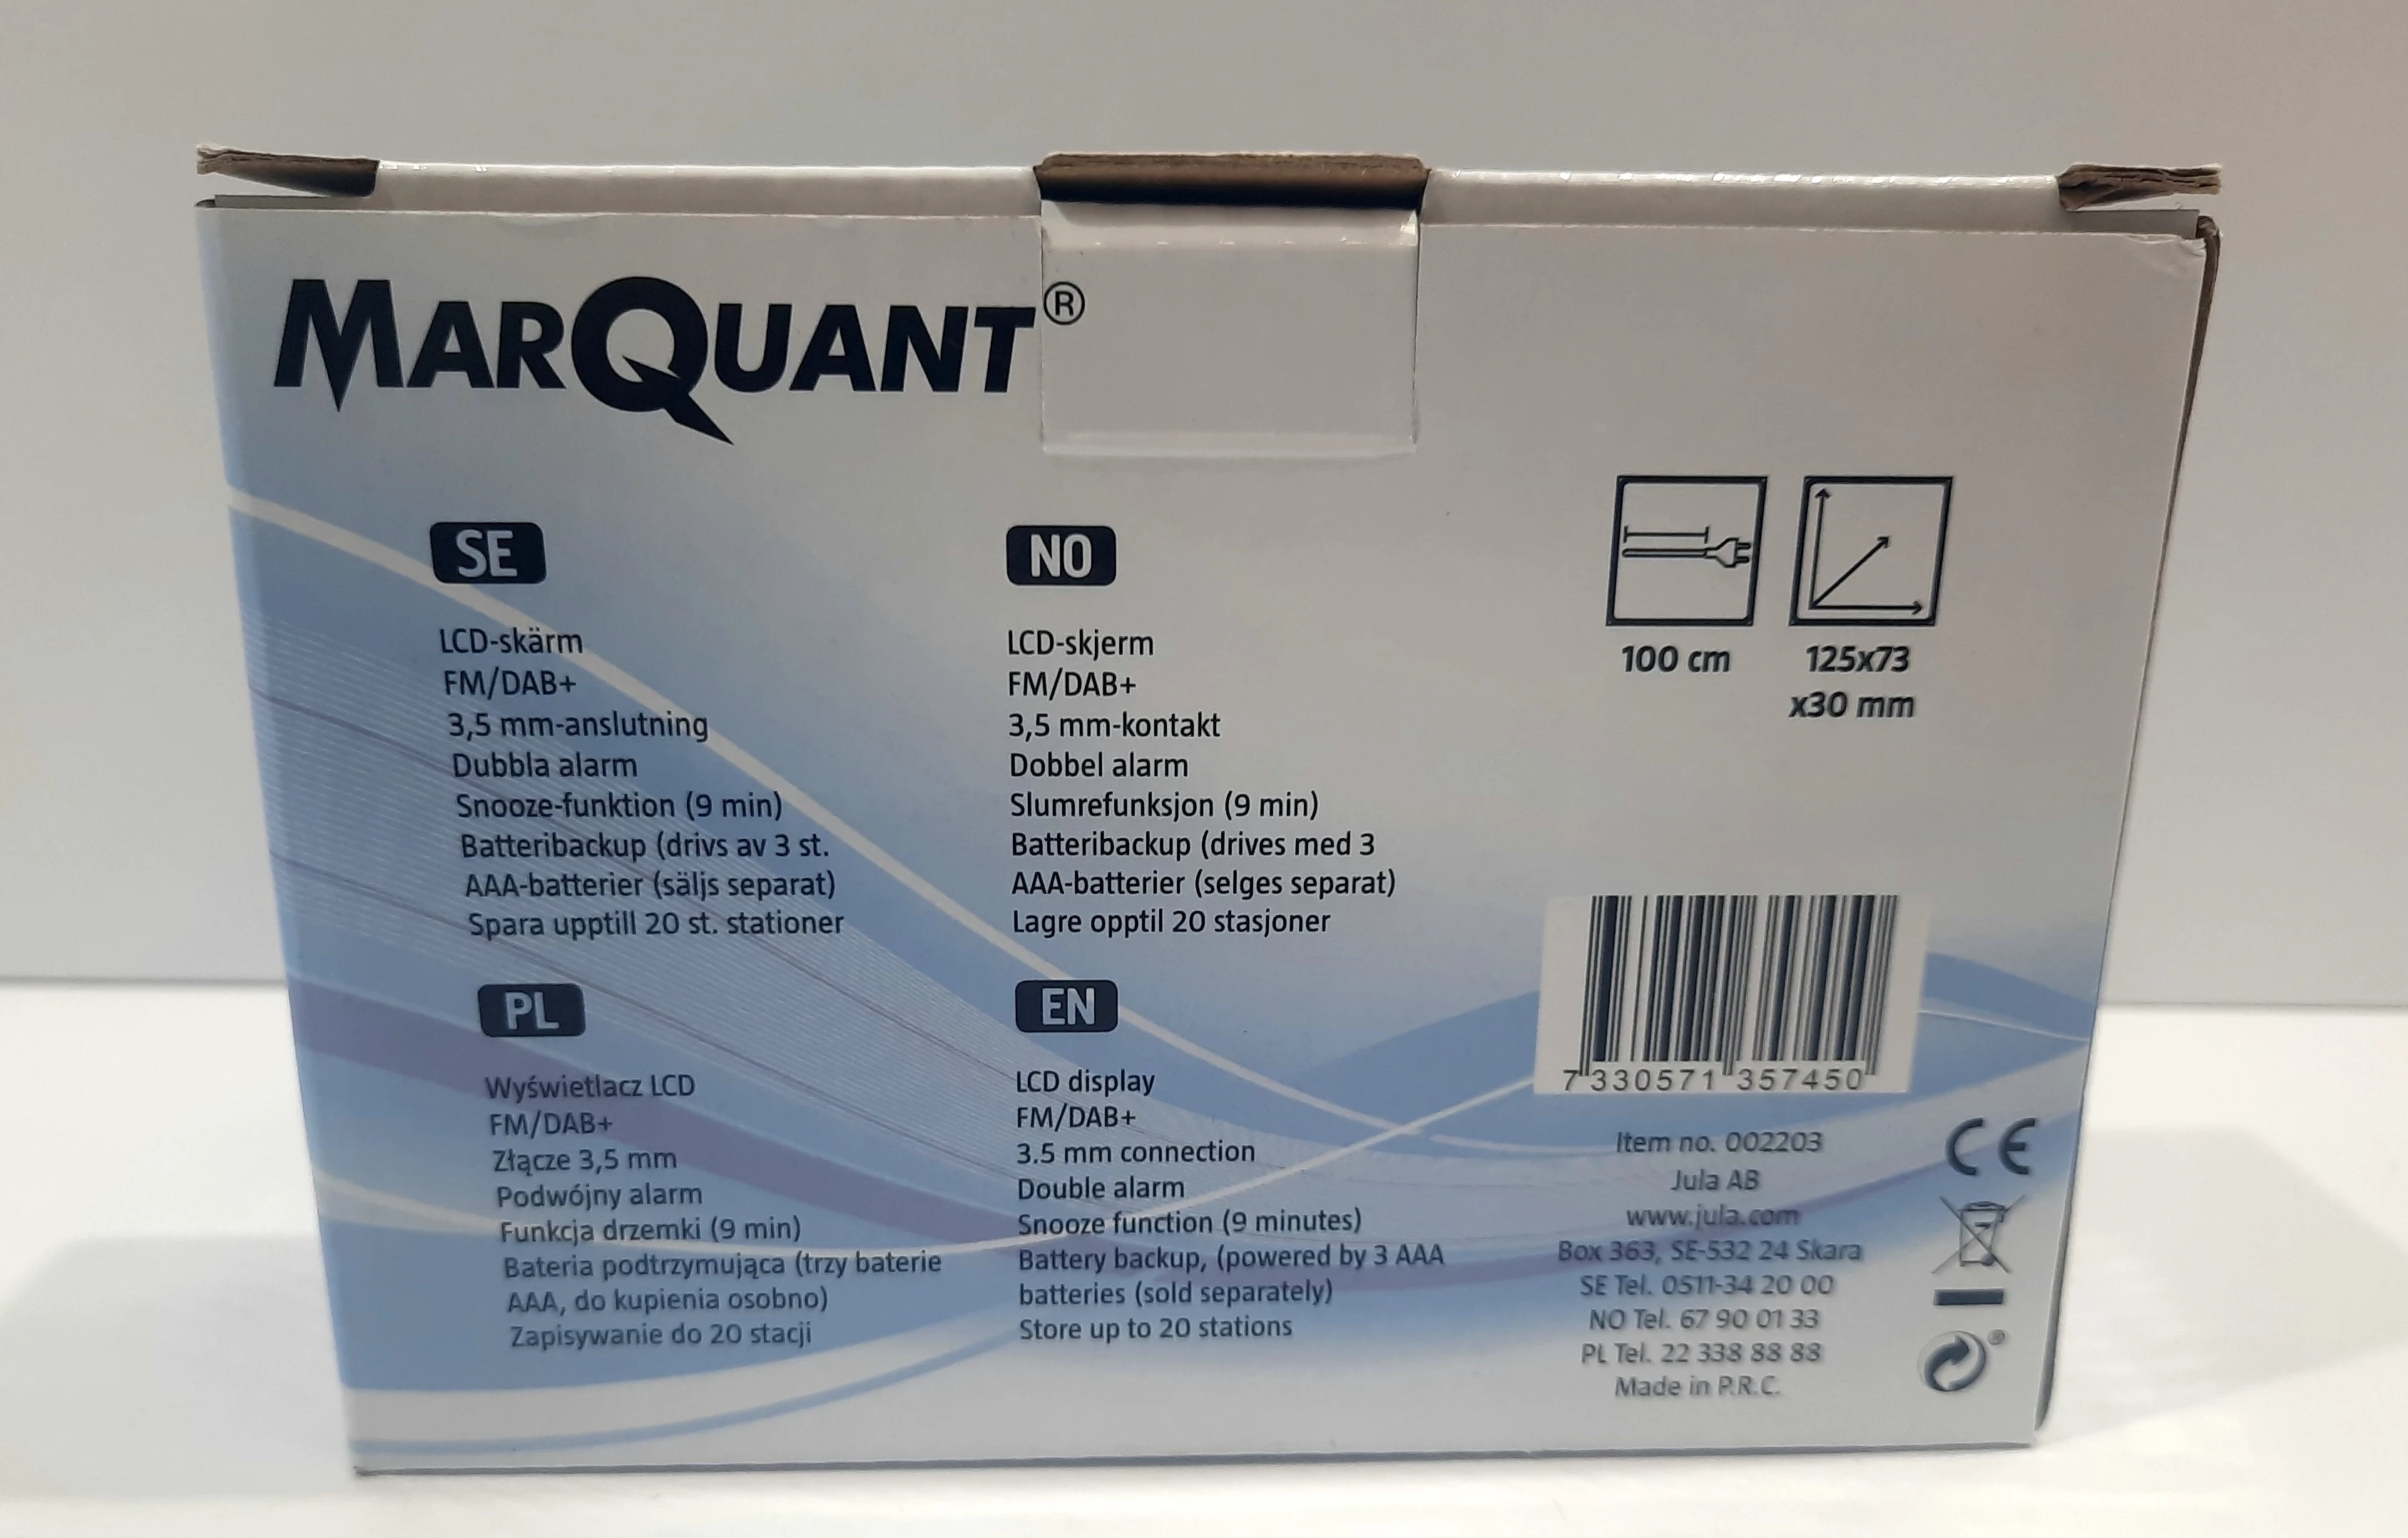 MARQUANT®
SE
LCD-skärm
FM/DAB+
3,5 mm-anslutning
Dubbla alarm
Snooze-funktion (9 min)
Batteribackup (drivs av 3 st.
AAA-batterier (säljs separat)
Spara upptill 20 st. stationer
NO
LCD-skjerm
FM/DAB+
3,5 mm-kontakt
Dobbel alarm
Slumrefunksjon (9 min)
Batteribackup (drives med 3
AAA-batterier (selges separat)
Lagre opptil 20 stasjoner
PL
Wyświetlacz LCD
FM/DAB+
Złącze 3,5 mm
Podwójny alarm
Funkcja drzemki (9 min)
Bateria podtrzymująca (trzy baterie
AAA, do kupienia osobno)
Zapisywanie do 20 stacji
EN
LCD display
FM/DAB+
3.5 mm connection
Double alarm
Snooze function (9 minutes)
Battery backup, (powered by 3 AAA
batteries (sold separately)
Store up to 20 stations
100 cm
125x73
x30 mm
7 330571 357450
Item no. 002203
Jula AB
www.jula.com
Box 363, SE-532 24 Skara
SE Tel. 0511-34 20 00
NO Tel. 67 90 01 33
PL Tel. 22 338 88 88
Made in P.R.C.
CE
®